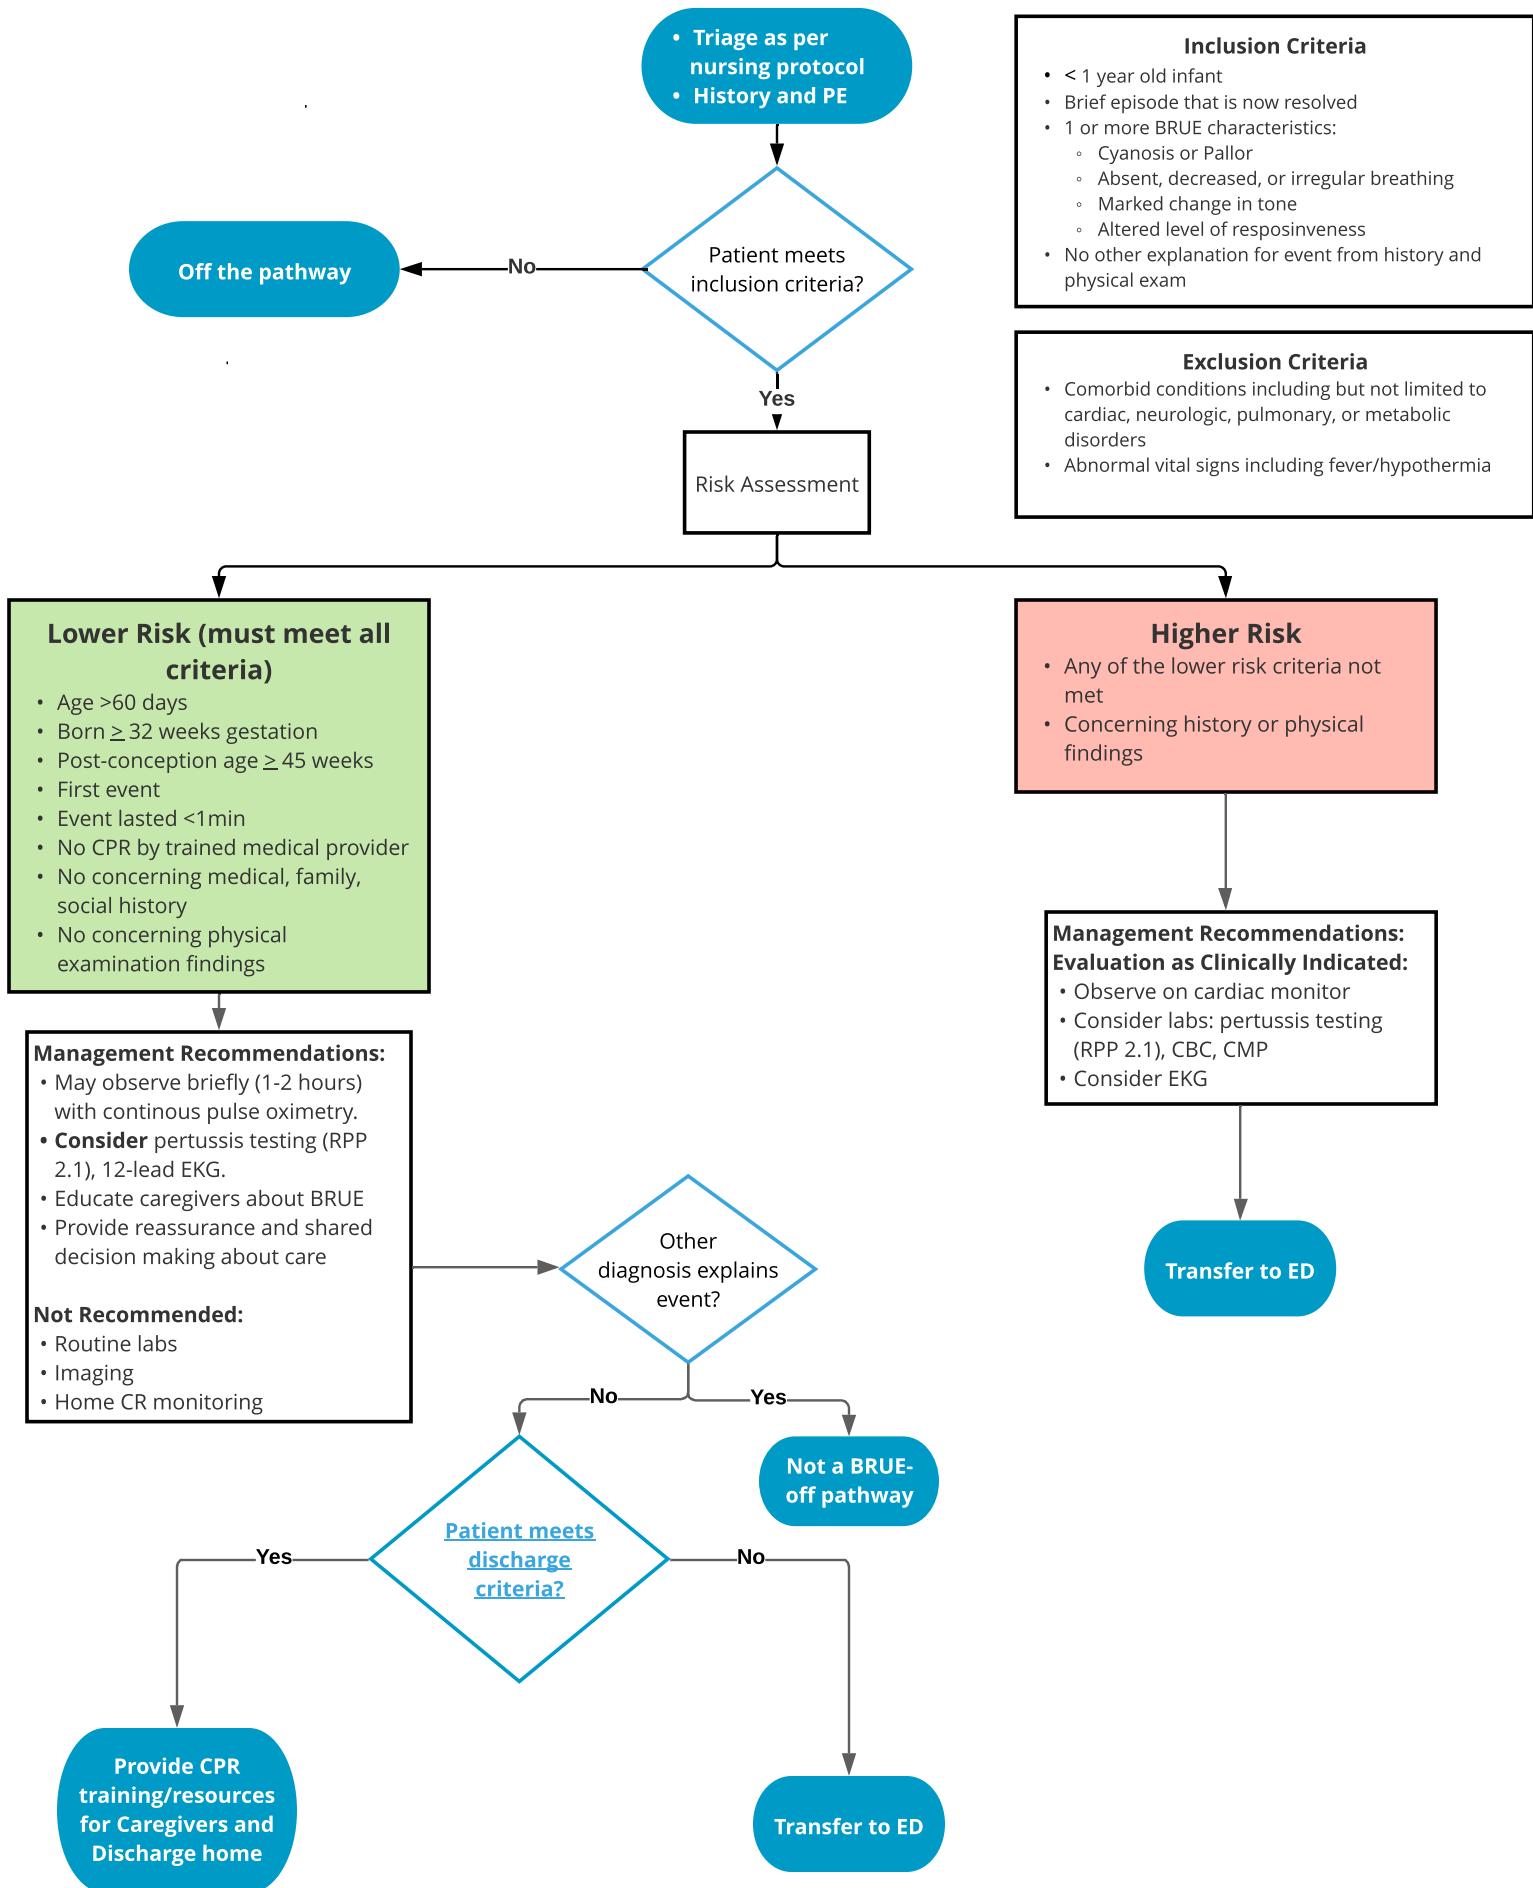 • Triage as per
nursing protocol
• History and PE
Inclusion Criteria
• < 1 year old infant
• Brief episode that is now resolved
• 1 or more BRUE characteristics:
◦ Cyanosis or Pallor
◦ Absent, decreased, or irregular breathing
◦ Marked change in tone
◦ Altered level of resposinveness
• No other explanation for event from history and
physical exam
Patient meets
inclusion criteria?
No
Off the pathway
Exclusion Criteria
• Comorbid conditions including but not limited to
cardiac, neurologic, pulmonary, or metabolic
disorders
• Abnormal vital signs including fever/hypothermia
Yes
Risk Assessment
Lower Risk (must meet all
criteria)
• Age >60 days
• Born ≥ 32 weeks gestation
• Post-conception age ≥ 45 weeks
• First event
• Event lasted <1min
• No CPR by trained medical provider
• No concerning medical, family,
social history
• No concerning physical
examination findings
Higher Risk
• Any of the lower risk criteria not
met
• Concerning history or physical
findings
Management Recommendations:
Evaluation as Clinically Indicated:
• Observe on cardiac monitor
• Consider labs: pertussis testing
(RPP 2.1), CBC, CMP
• Consider EKG
Transfer to ED
Management Recommendations:
• May observe briefly (1-2 hours)
with continous pulse oximetry.
• Consider pertussis testing (RPP
2.1), 12-lead EKG.
• Educate caregivers about BRUE
• Provide reassurance and shared
decision making about care
Not Recommended:
• Routine labs
• Imaging
• Home CR monitoring
Other
diagnosis explains
event?
No
Yes
Not a BRUE-
off pathway
Patient meets
discharge
criteria?
Yes
No
Provide CPR
training/resources
for Caregivers and
Discharge home
Transfer to ED